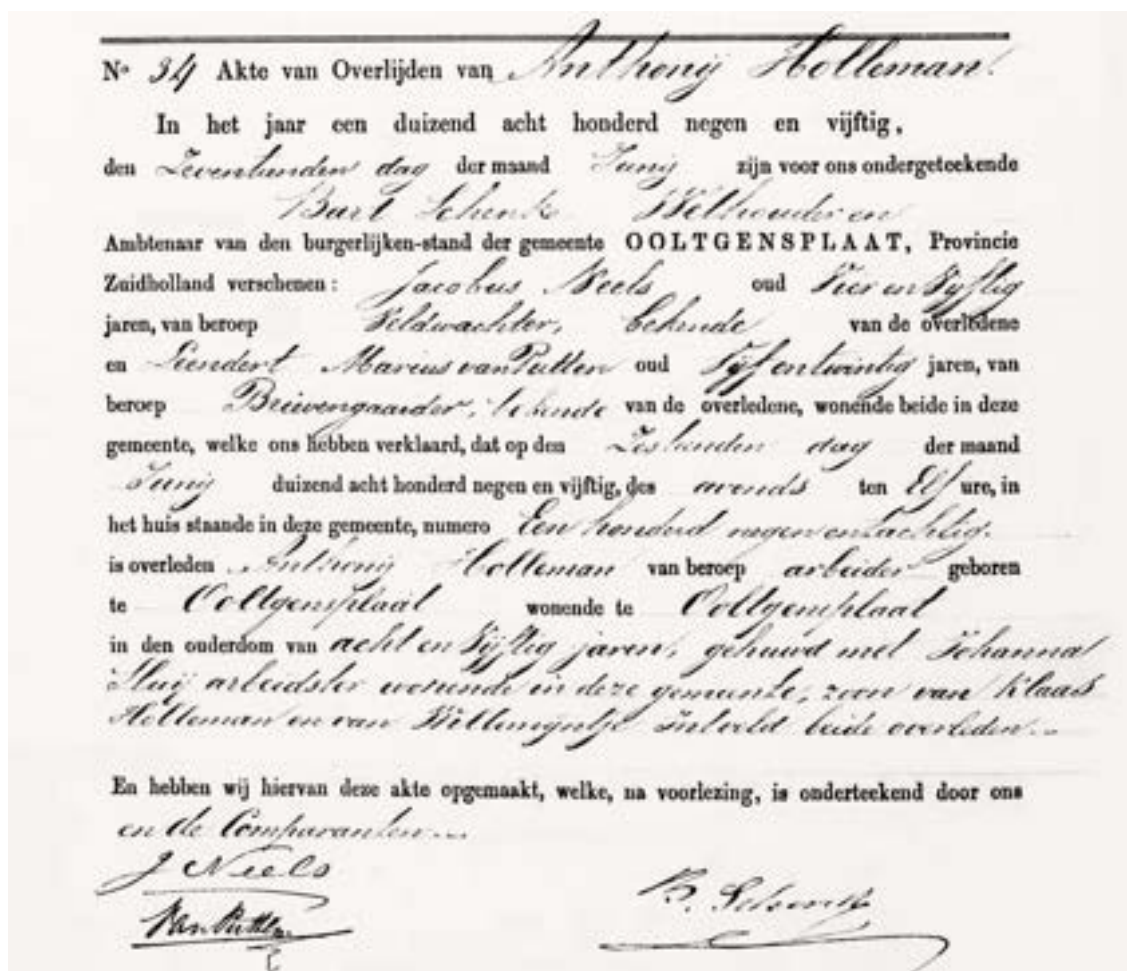 No 34 Akte van Overlijden van Anthonij Holleman.
In het jaar een duizend acht honderd negen en vijftig,
den Zeventienden dag der maand Junij zijn voor ons ondergeteekende
Bart Schenk Wethouder en
Ambtenaar van den burgerlijken-stand der gemeente OOLTGENSPLAAT, Provincie
Zuidholland verschenen: Jacobus Neels oud Vier en Vijftig
jaren, van beroep Veldwachter, bekende van de overledene
en Leendert Marius van Putten oud Vijf en twintig jaren, van
beroep Brievengaarder, bekende van de overledene, wonende beide in deze
gemeente, welke ons hebben verklaard, dat op den Zestienden dag der maand
Junij duizend acht honderd negen en vijftig, des avonds ten Elf ure, in
het huis staande in deze gemeente, numero Een honderd negen en tachtig.
is overleden Anthonij Holleman van beroep arbeider geboren
te Ooltgensplaat wonende te Ooltgensplaat
in den ouderdom van acht en Vijftig jaren, gehuwd met Johanna
Sluij arbeidster wonende in deze gemeente, zoon van Klaas
Holleman en van Willemijntje Intveld beide overleden.
En hebben wij hiervan deze akte opgemaakt, welke, na voorlezing, is onderteekend door ons
en de Comparanten.
J Neels
B. Schenk
Van Putten